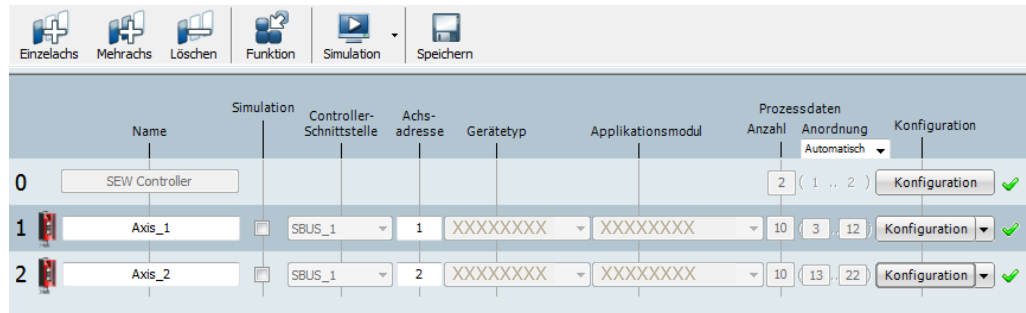 Einzelachs Mehrachs Löschen Funktion Simulation Speichern
Simulation Controller- Achs- Prozessdaten
Name Schnittstelle adresse Gerätetyp Applikationsmodul Anzahl Anordnung Konfiguration
Automatisch
0 SEW Controller 2 ( 1 .. 2 ) Konfiguration
1 Axis_1 SBUS_1 1 XXXXXXXX XXXXXXXX 10 ( 3 .. 12 ) Konfiguration
2 Axis_2 SBUS_1 2 XXXXXXXX XXXXXXXX 10 ( 13 .. 22 ) Konfiguration